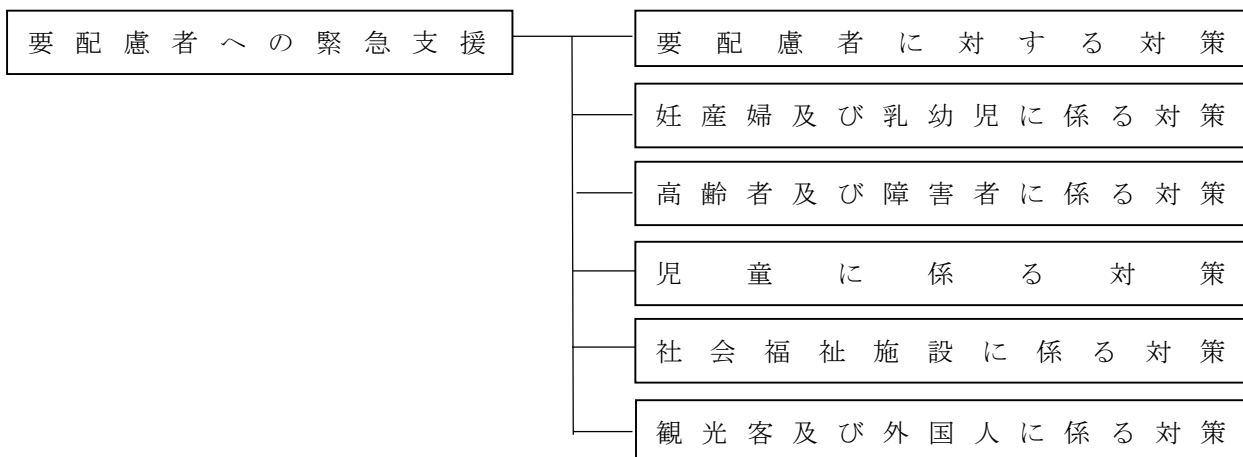 要配慮者への緊急支援
要配慮者に対する対策
妊産婦及び乳幼児に係る対策
高齢者及び障害者に係る対策
児童に係る対策
社会福祉施設に係る対策
観光客及び外国人に係る対策